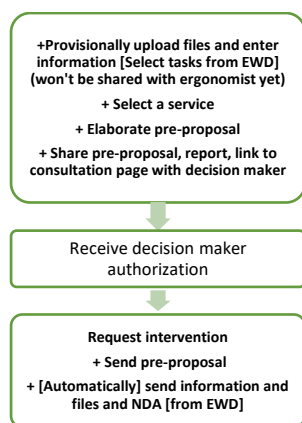 +Provisionally upload files and enter
information [Select tasks from EWD]
(won't be shared with ergonomist yet)
+ Select a service
+ Elaborate pre-proposal
+ Share pre-proposal, report, link to
consultation page with decision maker
Receive decision maker
authorization
Request intervention
+ Send pre-proposal
+ [Automatically] send information and
files and NDA [from EWD]